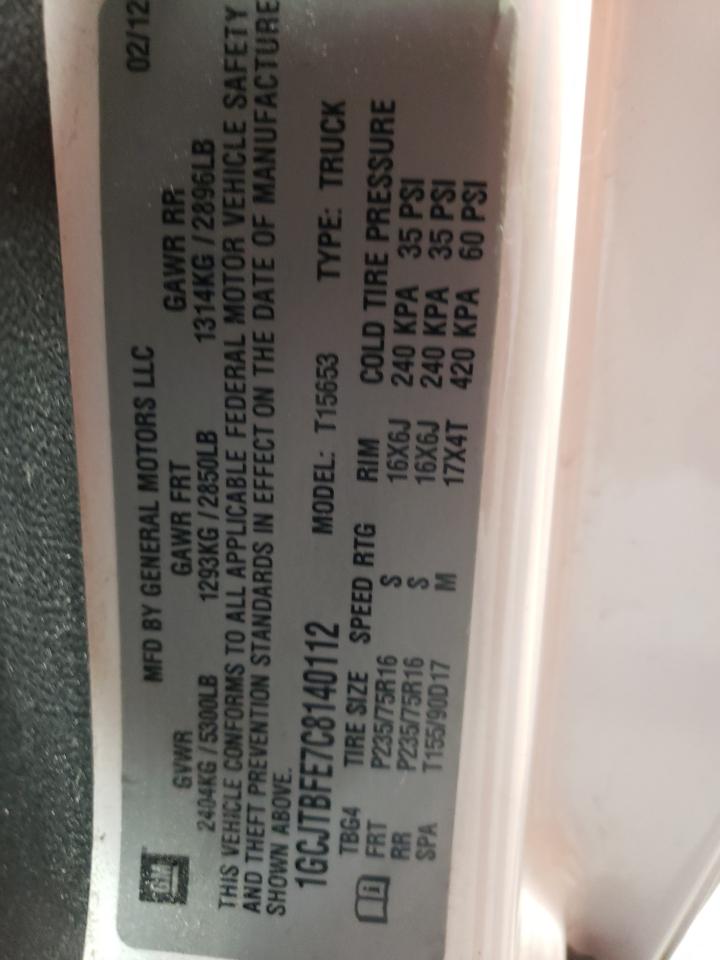 GM
MFD BY GENERAL MOTORS LLC 02/12
GVWR GAWR FRT GAWR RR
2404KG / 5300LB 1293KG / 2850LB 1314KG / 2896LB
THIS VEHICLE CONFORMS TO ALL APPLICABLE FEDERAL MOTOR VEHICLE SAFETY
AND THEFT PREVENTION STANDARDS IN EFFECT ON THE DATE OF MANUFACTURE
SHOWN ABOVE.
1GCJTBFE7C8140112 MODEL: T15653 TYPE: TRUCK
TBG4 TIRE SIZE SPEED RTG RIM COLD TIRE PRESSURE
FRT P235/75R16 S 16X6J 240 KPA 35 PSI
RR P235/75R16 S 16X6J 240 KPA 35 PSI
SPA T155/90D17 M 17X4T 420 KPA 60 PSI